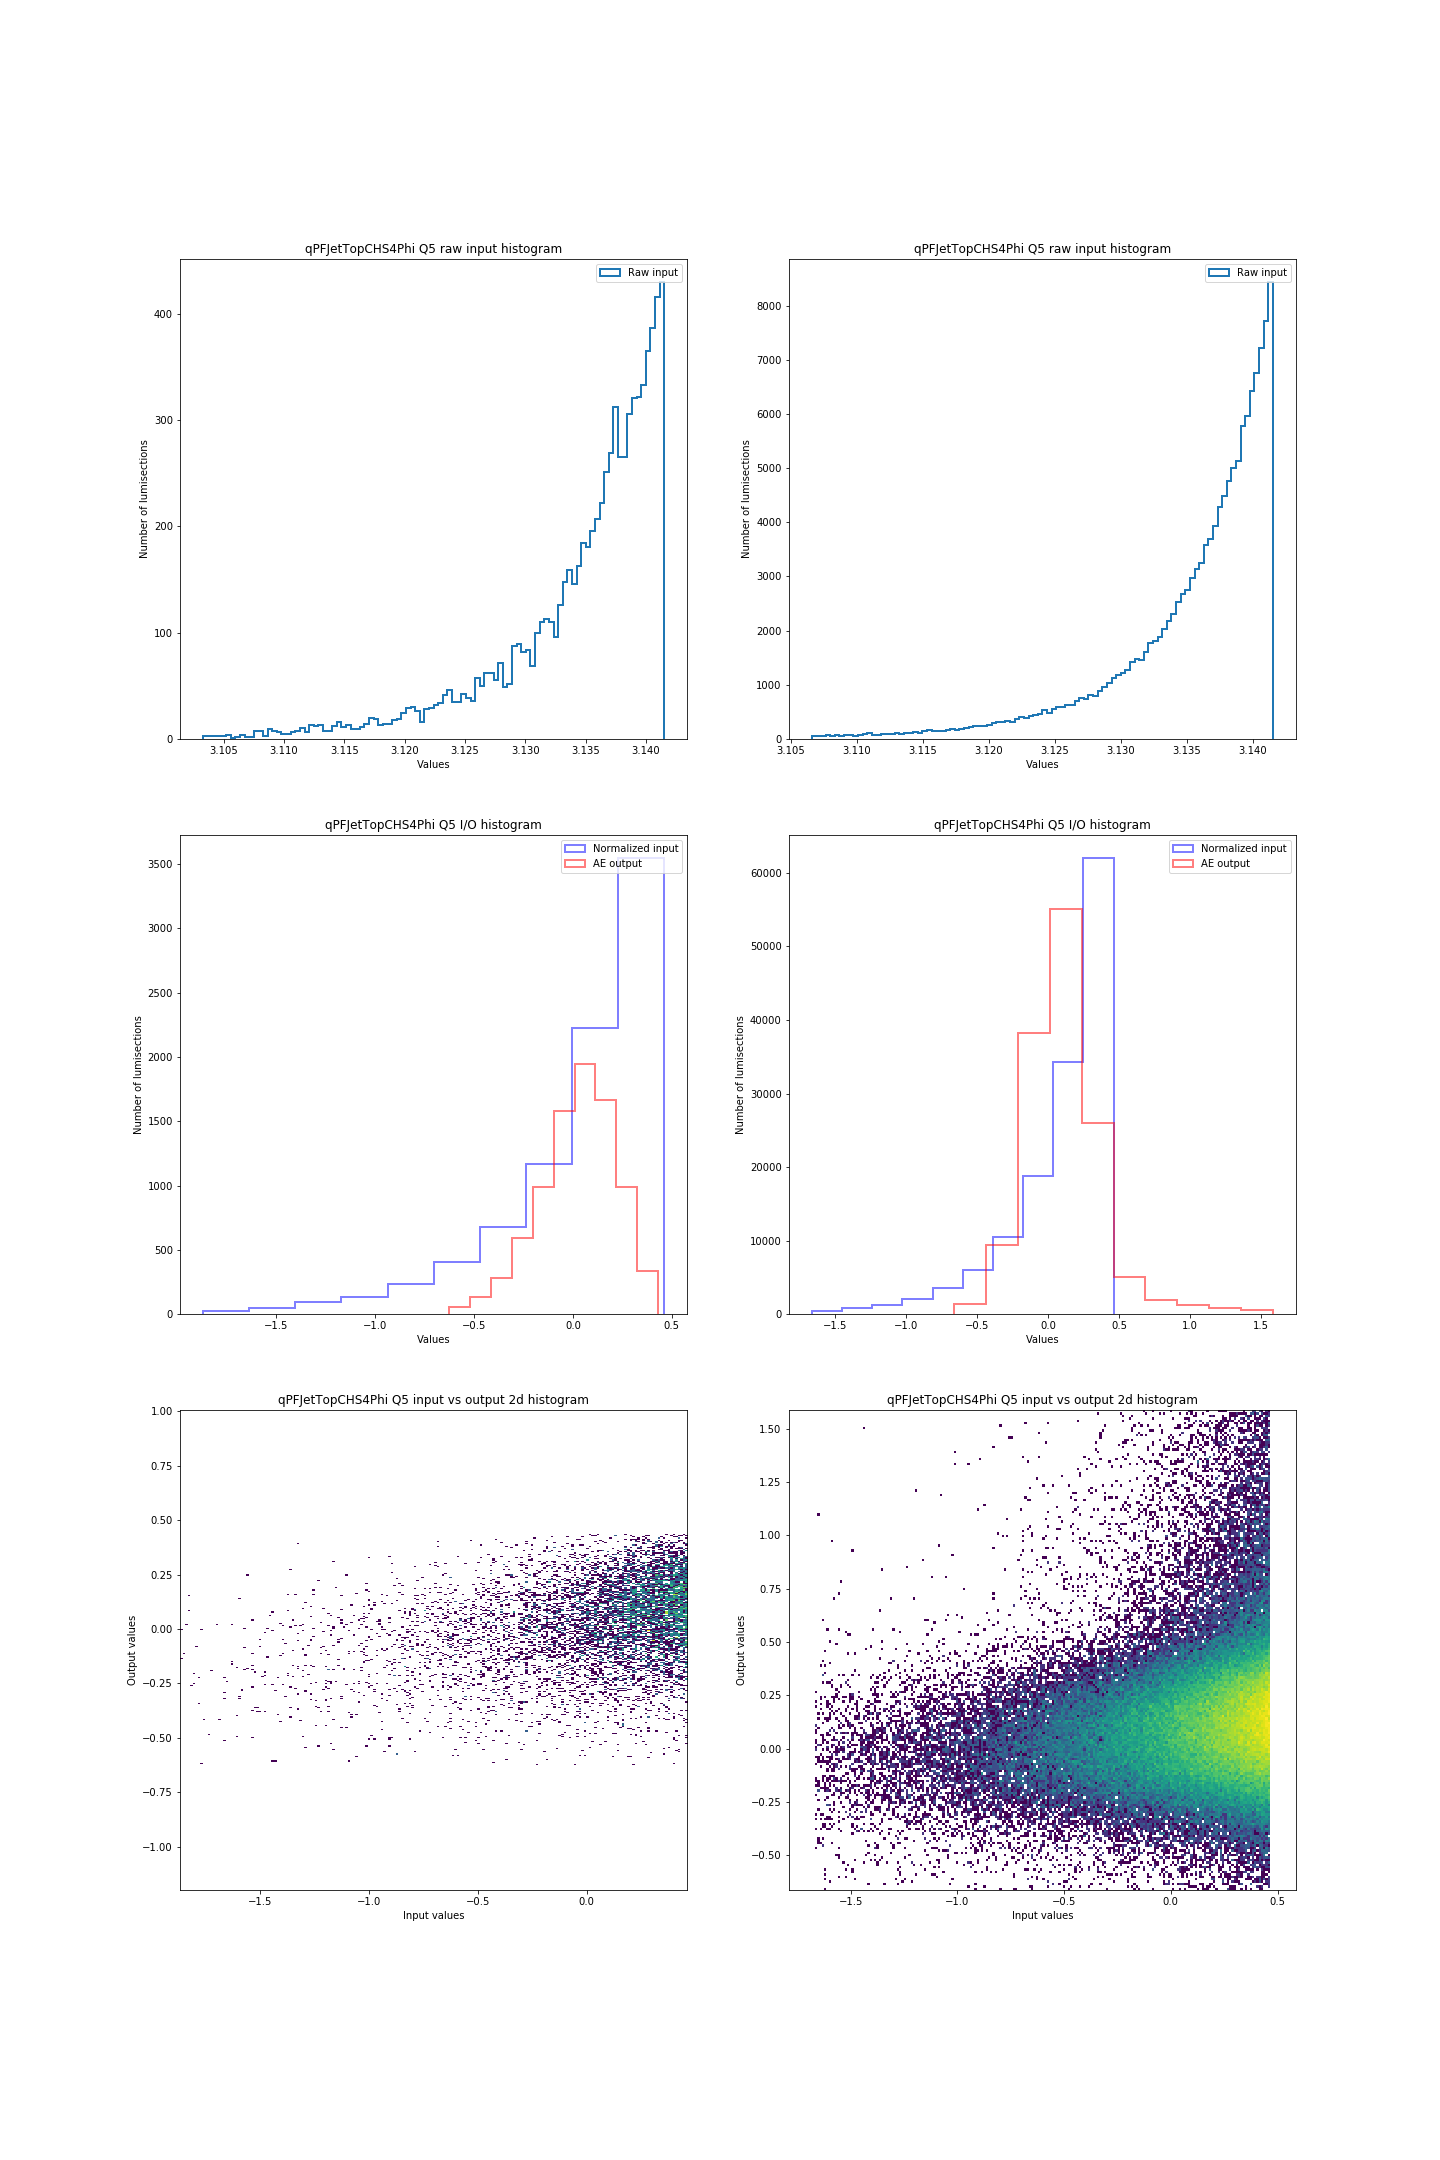 qPFJetTopCHS4Phi Q5 raw input histogram
Raw input
Number of lumisections
400
300
200
100
0
3.105 3.110 3.115 3.120 3.125 3.130 3.135 3.140
Values
qPFJetTopCHS4Phi Q5 raw input histogram
Raw input
Number of lumisections
8000
7000
6000
5000
4000
3000
2000
1000
0
3.105 3.110 3.115 3.120 3.125 3.130 3.135 3.140
Values
qPFJetTopCHS4Phi Q5 I/O histogram
Normalized input
AE output
Number of lumisections
3500
3000
2500
2000
1500
1000
500
0
−1.5 −1.0 −0.5 0.0 0.5
Values
qPFJetTopCHS4Phi Q5 I/O histogram
Normalized input
AE output
Number of lumisections
60000
50000
40000
30000
20000
10000
0
−1.5 −1.0 −0.5 0.0 0.5 1.0 1.5
Values
qPFJetTopCHS4Phi Q5 input vs output 2d histogram
Output values
1.00
0.75
0.50
0.25
0.00
−0.25
−0.50
−0.75
−1.00
−1.5 −1.0 −0.5 0.0
Input values
qPFJetTopCHS4Phi Q5 input vs output 2d histogram
Output values
1.50
1.25
1.00
0.75
0.50
0.25
0.00
−0.25
−0.50
−1.5 −1.0 −0.5 0.0 0.5
Input values